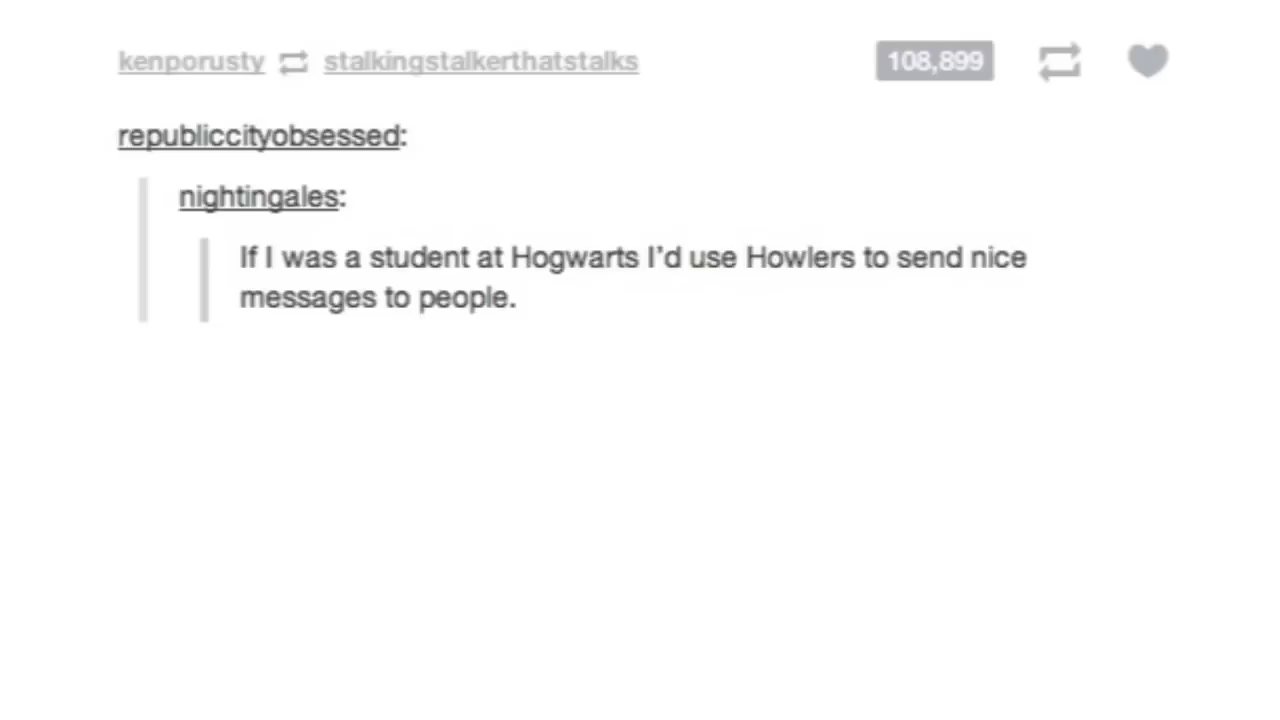 kenporusty stalkingstalkerthatstalks 108,899
republiccityobsessed:
nightingales:
If I was a student at Hogwarts I’d use Howlers to send nice
messages to people.